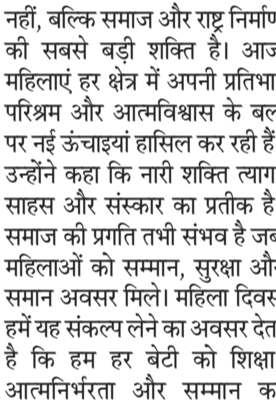 नहीं, बल्कि समाज और राष्ट्र निर्माण
की सबसे बड़ी शक्ति है। आज
महिलाएं हर क्षेत्र में अपनी प्रतिभा
परिश्रम और आत्मविश्वास के बल
पर नई ऊंचाइयां हासिल कर रही हैं
उन्होंने कहा कि नारी शक्ति त्याग
साहस और संस्कार का प्रतीक है
समाज की प्रगति तभी संभव है जब
महिलाओं को सम्मान, सुरक्षा और
समान अवसर मिले। महिला दिवस
हमें यह संकल्प लेने का अवसर देत
है कि हम हर बेटी को शिक्षा
आत्मनिर्भरता और सम्मान क